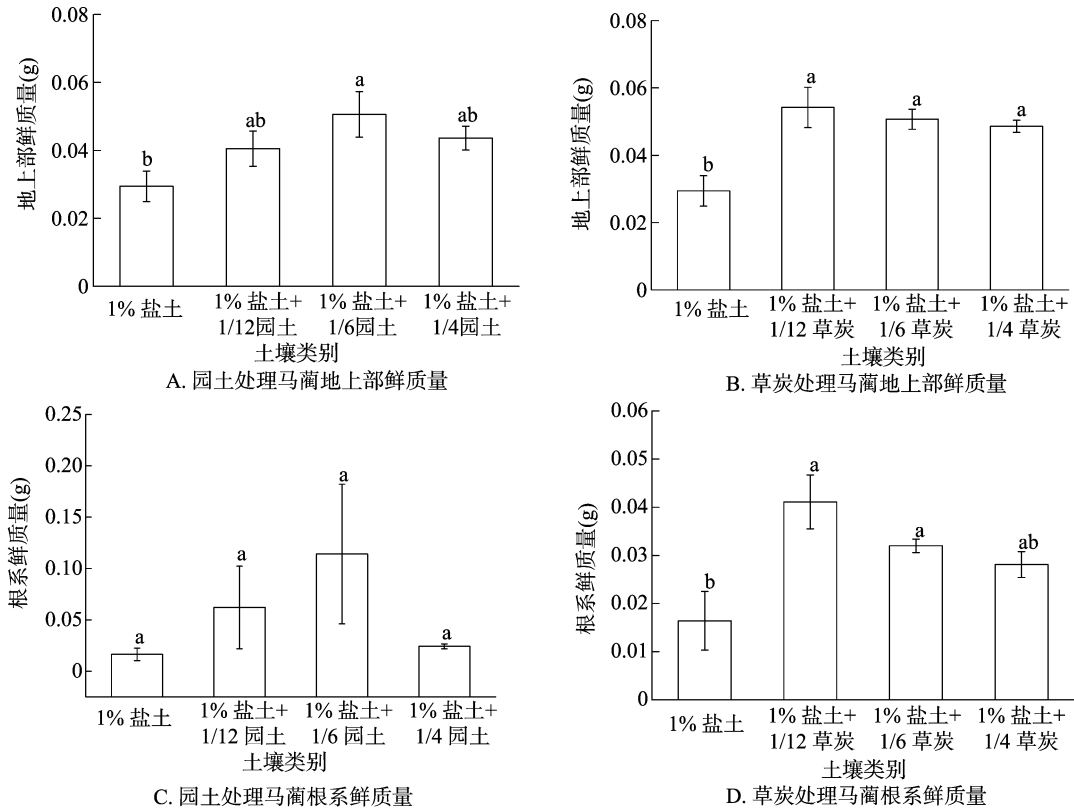 地上部鲜质量(g)
0.08
0.06
0.04
0.02
0
b
ab
a
ab
1% 盐土
1% 盐土+
1/12园土
1% 盐土+
1/6园土
1% 盐土+
1/4园土
土壤类别
A. 园土处理马蔺地上部鲜质量
地上部鲜质量(g)
0.08
0.06
0.04
0.02
0
b
a
a
a
1% 盐土
1% 盐土+
1/12 草炭
1% 盐土+
1/6 草炭
1% 盐土+
1/4 草炭
土壤类别
B. 草炭处理马蔺地上部鲜质量
根系鲜质量(g)
0.25
0.20
0.15
0.10
0.05
0
a
a
a
a
1% 盐土
1% 盐土+
1/12 园土
1% 盐土+
1/6 园土
1% 盐土+
1/4 园土
土壤类别
C. 园土处理马蔺根系鲜质量
根系鲜质量(g)
0.06
0.05
0.04
0.03
0.02
0.01
0
b
a
a
ab
1% 盐土
1% 盐土+
1/12 草炭
1% 盐土+
1/6 草炭
1% 盐土+
1/4 草炭
土壤类别
D. 草炭处理马蔺根系鲜质量